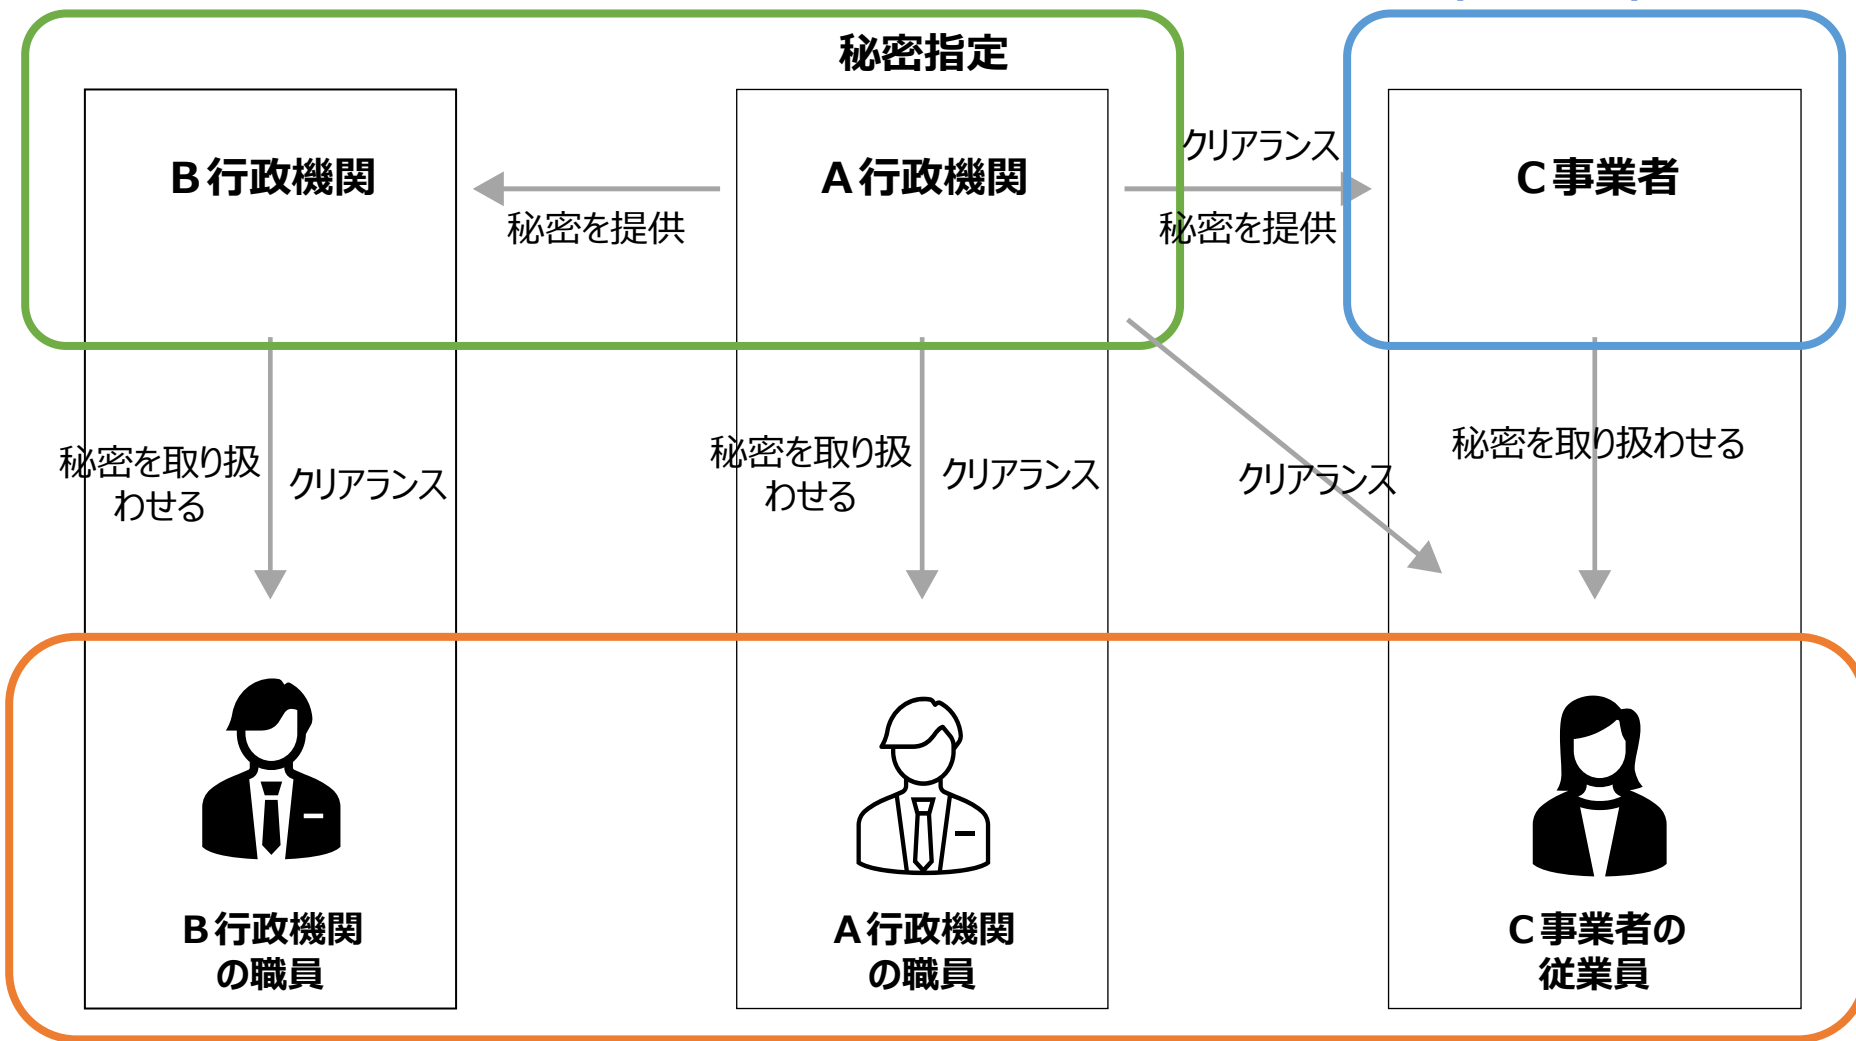 秘密指定
B行政機関
A行政機関
C事業者
クリアランス
秘密を提供
秘密を提供
秘密を取り扱
わせる
クリアランス
秘密を取り扱
わせる
クリアランス
クリアランス
秘密を取り扱わせる
B行政機関
の職員
A行政機関
の職員
C事業者の
従業員